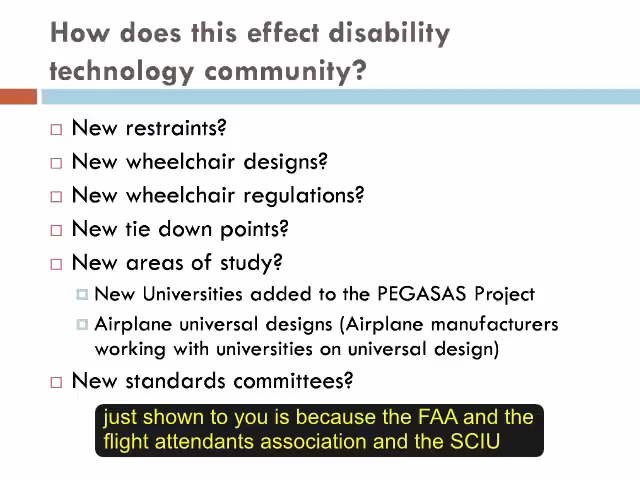 How does this effect disability
technology community?
New restraints?
New wheelchair designs?
New wheelchair regulations?
New tie down points?
New areas of study?
New Universities added to the PEGASAS Project
Airplane universal designs (Airplane manufacturers
working with universities on universal design)
New standards committees?
just shown to you is because the FAA and the
flight attendants association and the SCIU